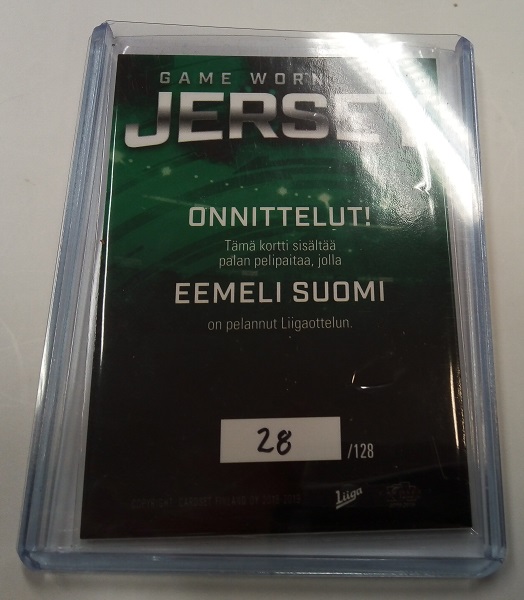 GAME WORN
JERSEY
ONNITTELUT!
Tämä kortti sisältää
palan pelipaitaa, jolla
EEMELI SUOMI
on pelannut Liigaottelun.
28 /128
Liiga